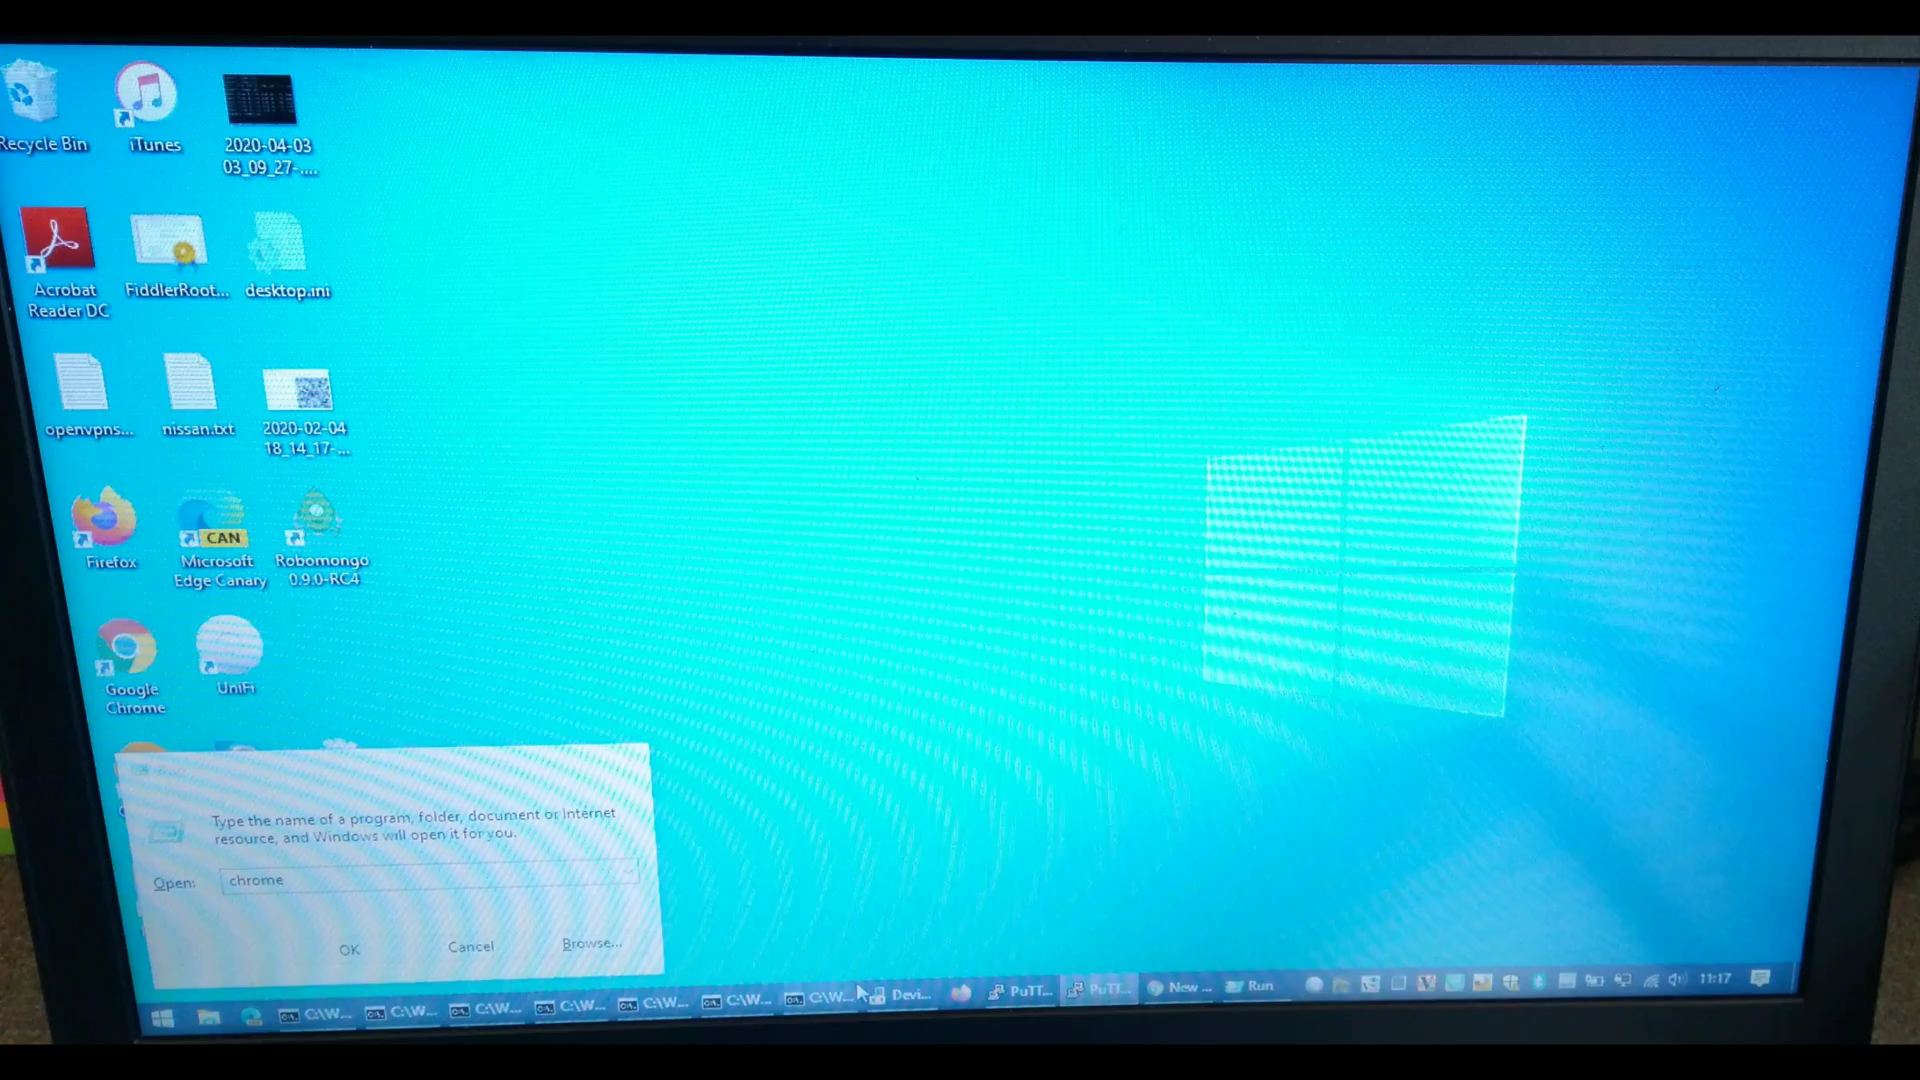 Recycle Bin
iTunes
2020-04-03
03_09_27-....
Acrobat
Reader DC
FiddlerRoot...
desktop.ini
openvpns...
nissan.txt
2020-02-04
18_14_17-...
Firefox
CAN
Microsoft
Edge Canary
Robomongo
0.9.0-RC4
Google
Chrome
UniFi
Type the name of a program, folder, document or Internet
resource, and Windows will open it for you.
Open:
chrome
OK
Cancel
Browse...
C:\W...
C:\W...
C:\W...
C:\W...
C:\W...
C:\W...
C:\W...
Devi...
PuTT...
PuTT...
New ...
Run
11:17